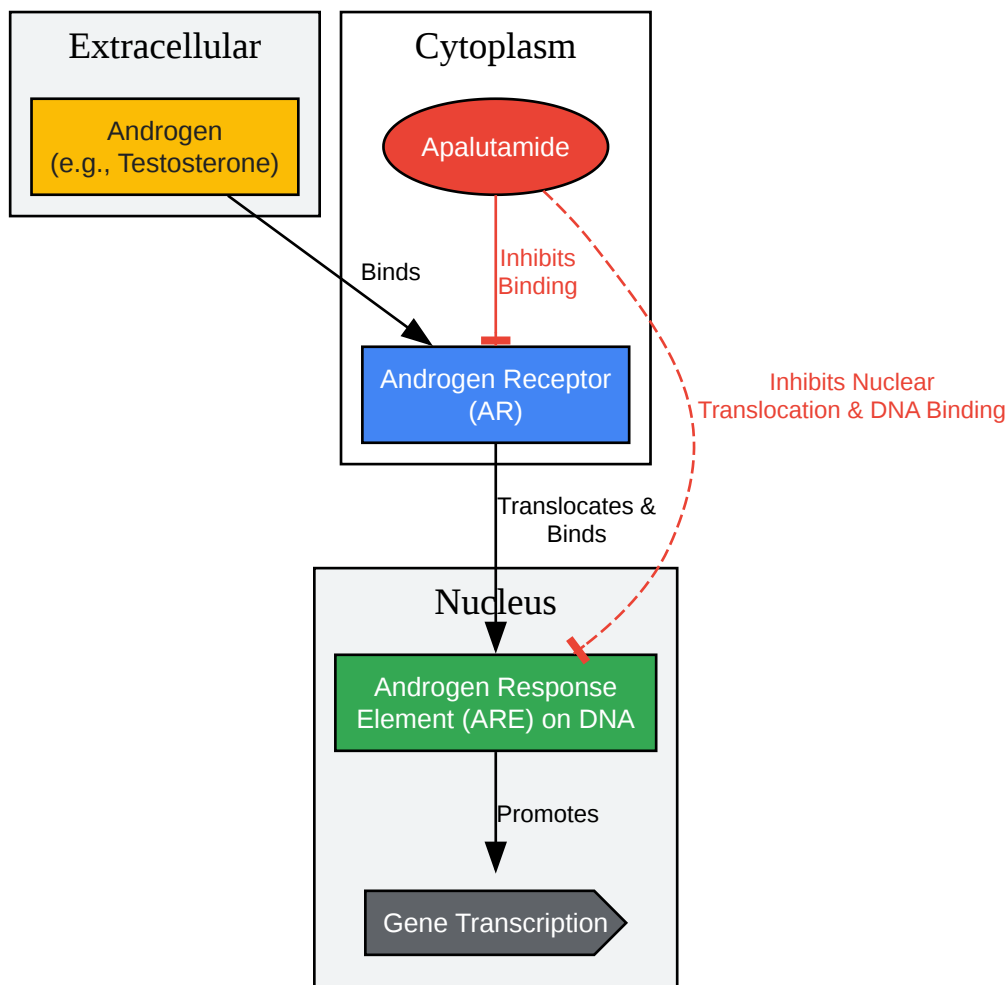 Extracellular
Cytoplasm
Androgen
(e.g., Testosterone)
Apalutamide
Binds
Inhibits
Binding
Androgen Receptor
(AR)
Inhibits Nuclear
Translocation & DNA Binding
Translocates &
Binds
Nucleus
Androgen Response
Element (ARE) on DNA
Promotes
Gene Transcription